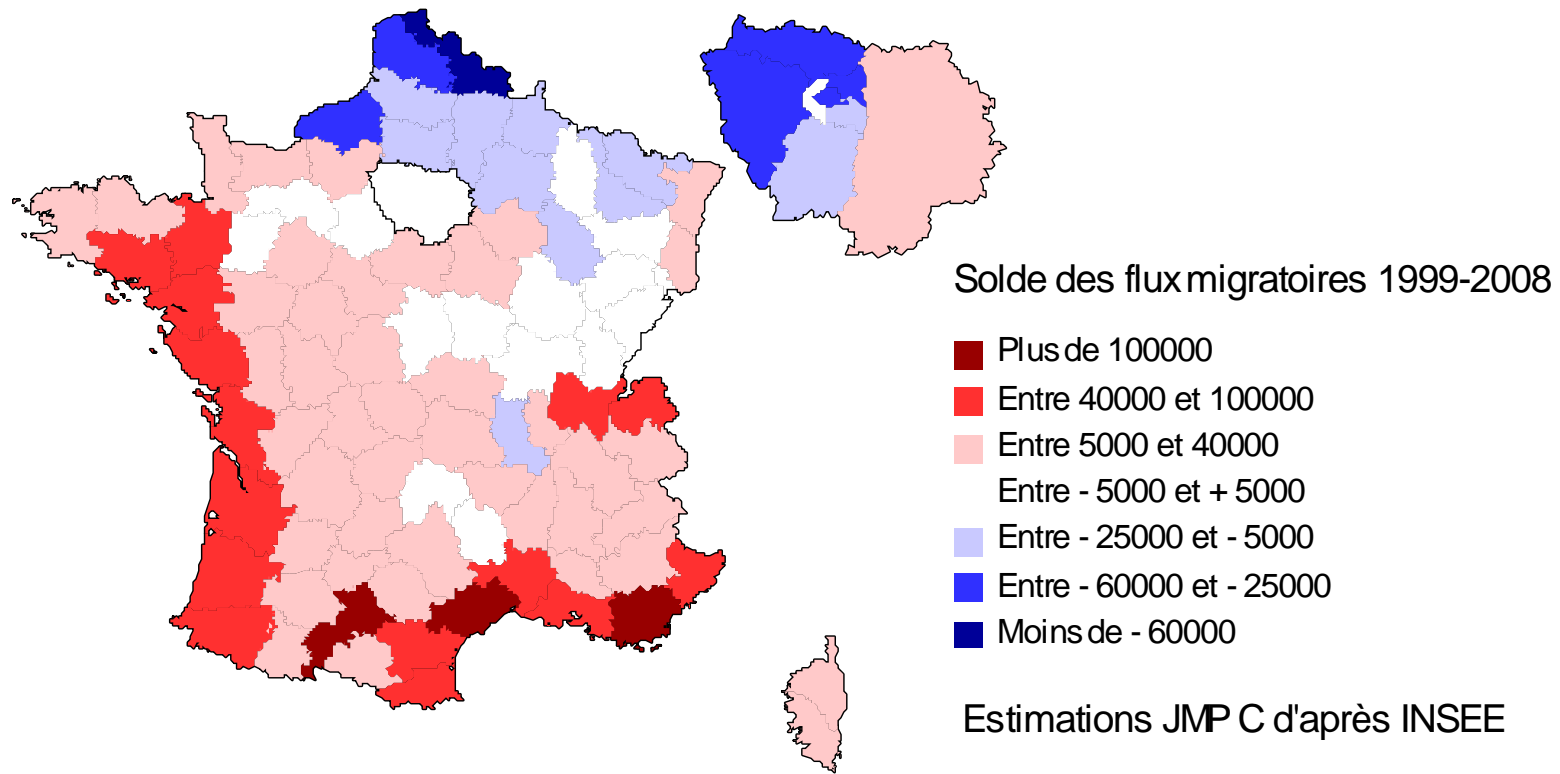 Solde des flux migratoires 1999-2008
Plus de 100000
Entre 40000 et 100000
Entre 5000 et 40000
Entre - 5000 et + 5000
Entre - 25000 et - 5000
Entre - 60000 et - 25000
Moins de - 60000
Estimations JMP C d'après INSEE